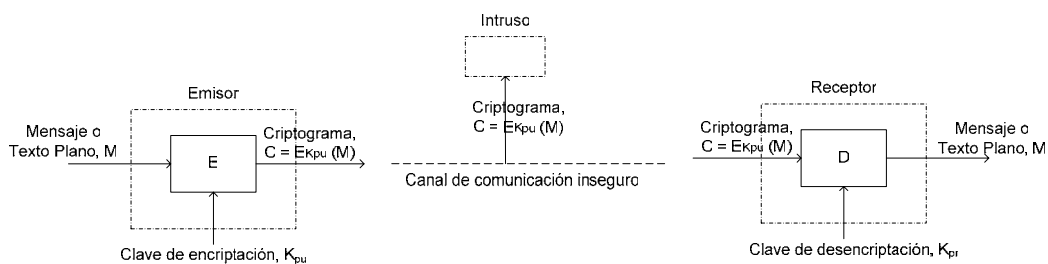 Intruso
Emisor
Receptor
Mensaje o
Texto Plano, M
E
Criptograma,
C = EKpu (M)
Criptograma,
C = EKpu (M)
Canal de comunicación inseguro
Criptograma,
C = EKpu (M)
D
Mensaje o
Texto Plano, M
Clave de encriptación, Kpu
Clave de desencriptación, Kpr